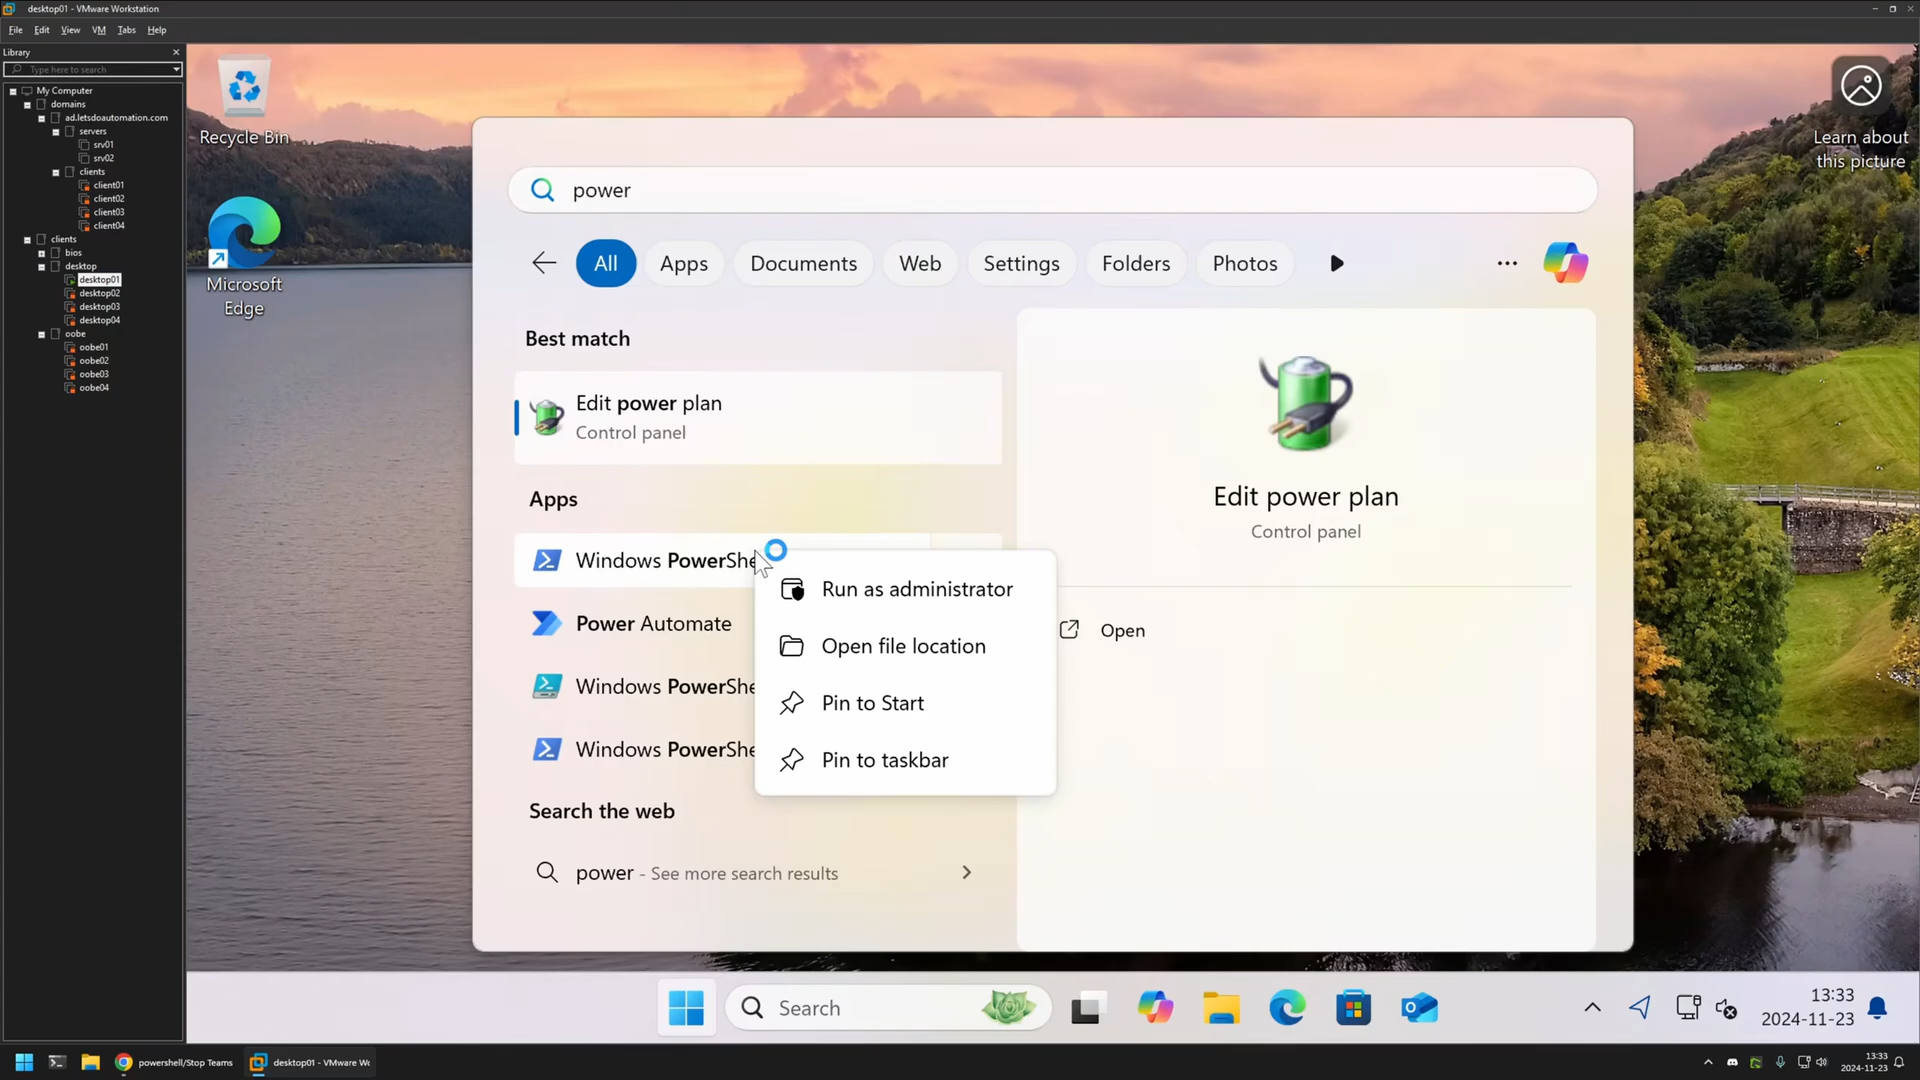 desktop01 - VMware Workstation
File Edit View VM Tabs Help
Library
Type here to search
My Computer
domains
ad.letsdoautomation.com
servers
srv01
srv02
clients
client01
client02
client03
client04
clients
bios
desktop
desktop01
desktop02
desktop03
desktop04
oobe
oobe01
oobe02
oobe03
oobe04
Recycle Bin
Microsoft
Edge
Learn about
this picture
power
All Apps Documents Web Settings Folders Photos
Best match
Edit power plan
Control panel
Apps
Windows PowerShe
Power Automate
Windows PowerShe
Windows PowerShe
Run as administrator
Open file location
Pin to Start
Pin to taskbar
Search the web
power - See more search results
Edit power plan
Control panel
Open
Search
13:33
2024-11-23
powershell/Stop Teams
desktop01 - VMware Wo
13:33
2024-11-23